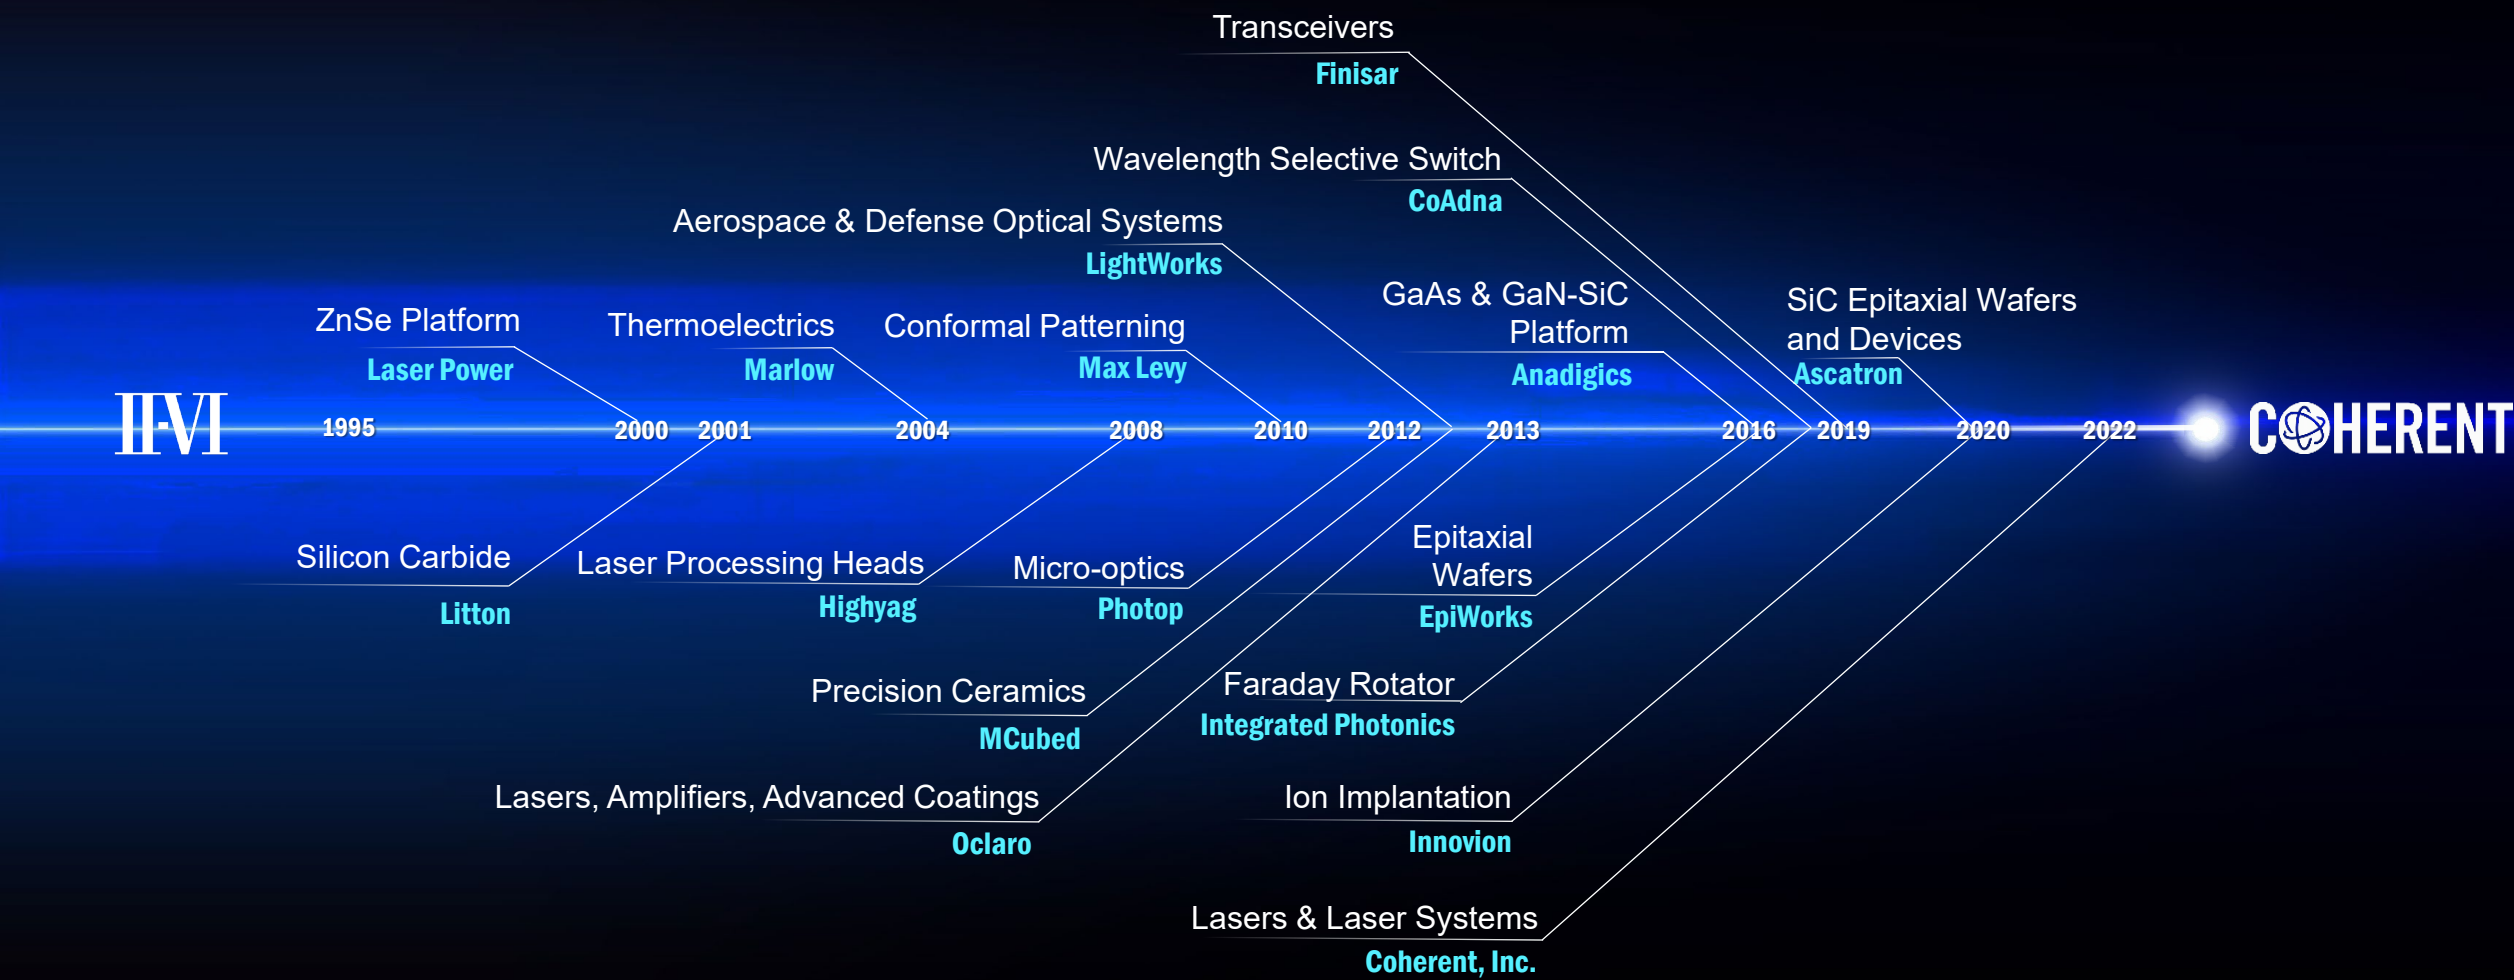 Transceivers
Finisar
Wavelength Selective Switch
CoAdna
Aerospace & Defense Optical Systems
LightWorks
GaAs & GaN-SiC
Platform
Anadigics
SiC Epitaxial Wafers
and Devices
Ascatron
ZnSe Platform
Laser Power
Thermoelectrics
Marlow
Conformal Patterning
Max Levy
II-VI
1995
2000
2001
2004
2008
2010
2012
2013
2016
2019
2020
2022
COHERENT
Silicon Carbide
Litton
Laser Processing Heads
Highyag
Micro-optics
Photop
Epitaxial
Wafers
EpiWorks
Precision Ceramics
MCubed
Faraday Rotator
Integrated Photonics
Lasers, Amplifiers, Advanced Coatings
Oclaro
Ion Implantation
Innovion
Lasers & Laser Systems
Coherent, Inc.